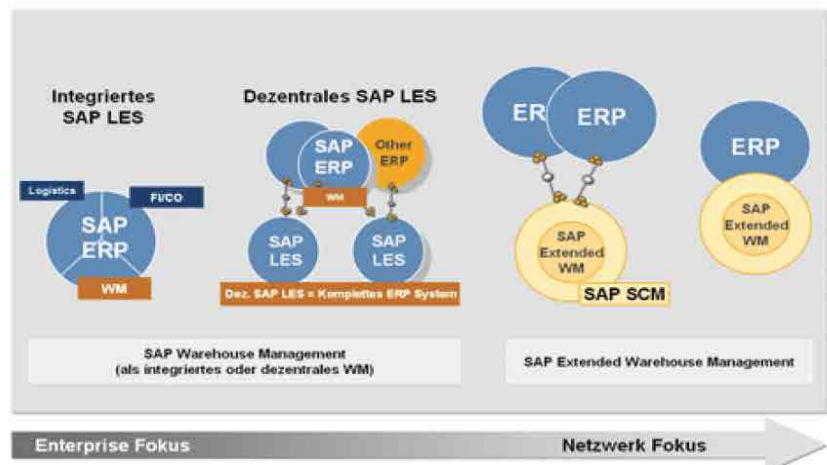 Integriertes
SAP LES
Logistics
FI/CO
SAP
ERP
WM
Dezentrales SAP LES
SAP
ERP
Other
ERP
WM
SAP
LES
SAP
LES
Dez. SAP LES = Komplettes ERP System
ERP
SAP
Extended
WM
SAP SCM
ERP
SAP
Extended
WM
SAP Warehouse Management
(als integriertes oder dezentrales WM)
SAP Extended Warehouse Management
Enterprise Fokus
Netzwerk Fokus